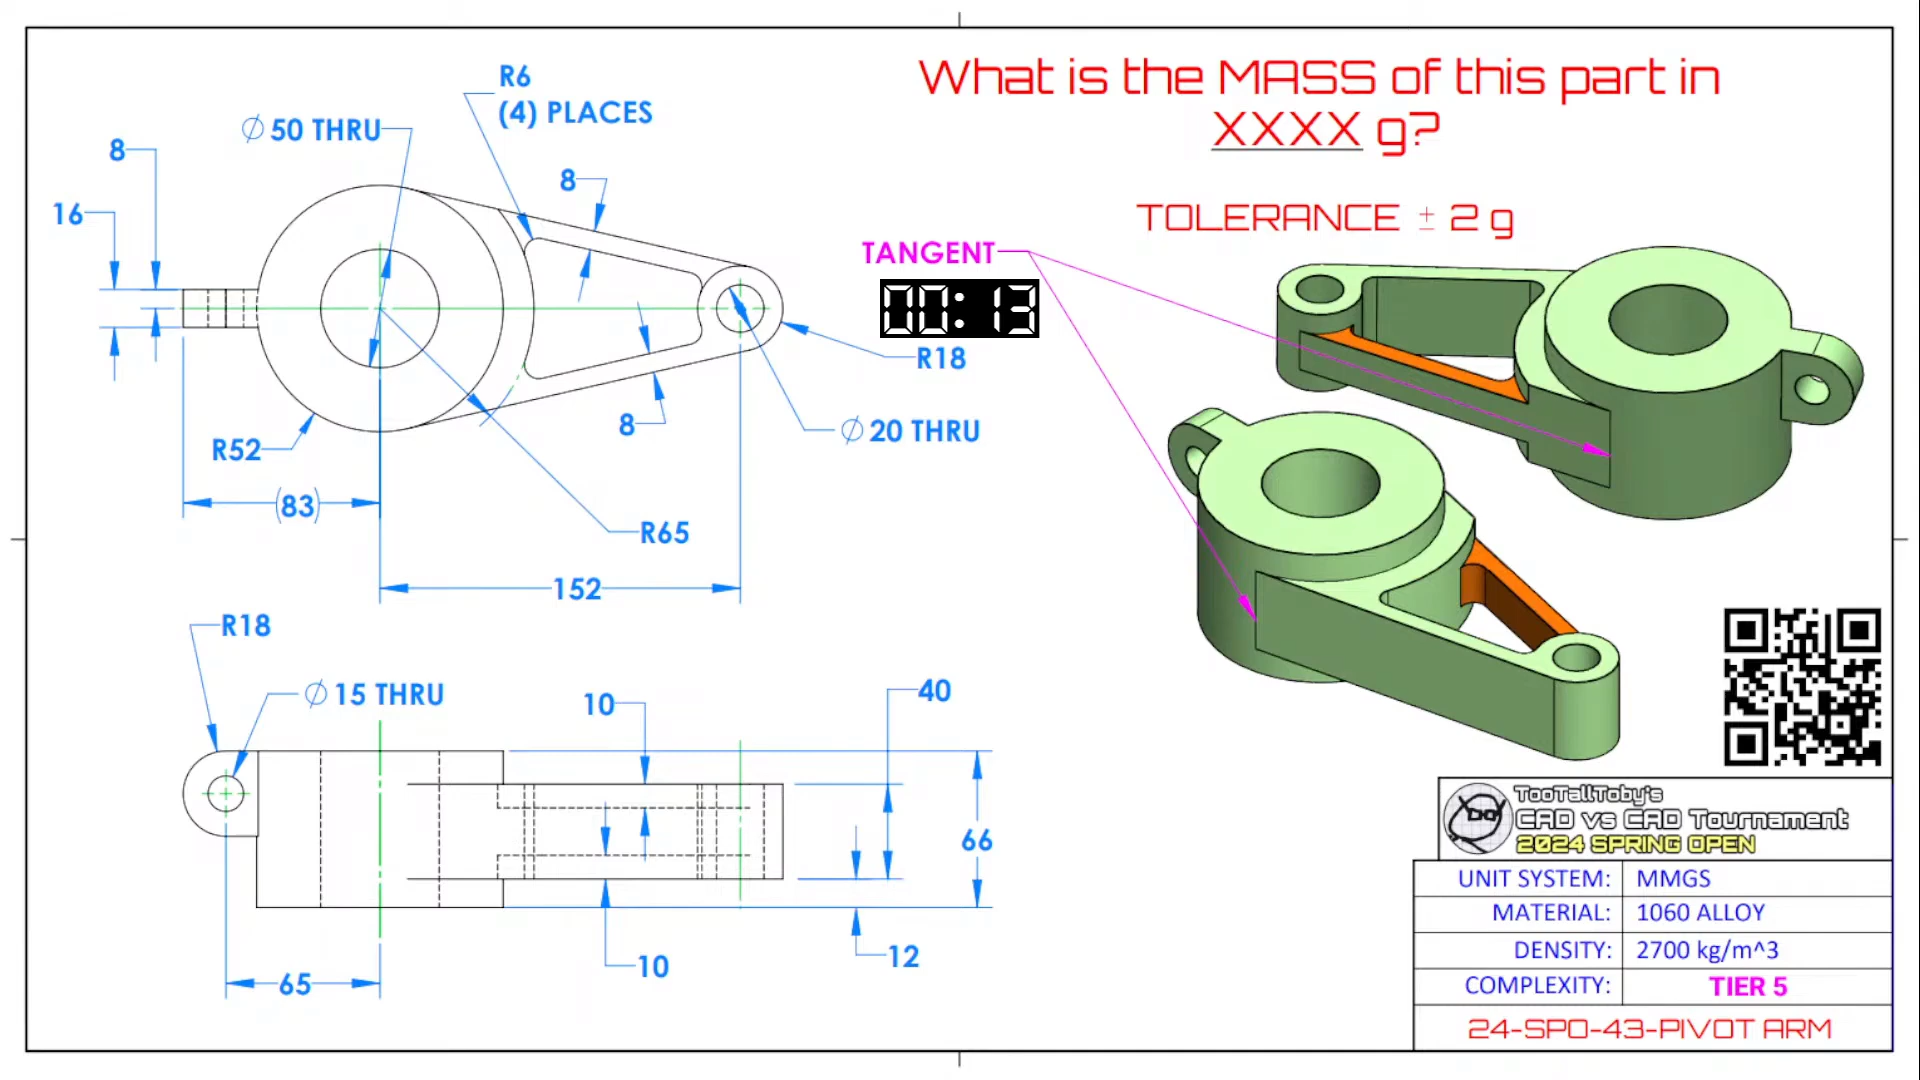 What is the MASS of this part in
XXXX g?
TOLERANCE ± 2 g
R6
(4) PLACES
∅ 50 THRU
8
8
16
TANGENT
00:13
R18
8
∅ 20 THRU
R52
(83)
R65
152
R18
∅ 15 THRU
10
40
66
12
10
65
TooTallToby's
CAD vs CAD Tournament
2024 SPRING OPEN
UNIT SYSTEM: MMGS
MATERIAL: 1060 ALLOY
DENSITY: 2700 kg/m^3
COMPLEXITY: TIER 5
24-SPO-43-PIVOT ARM